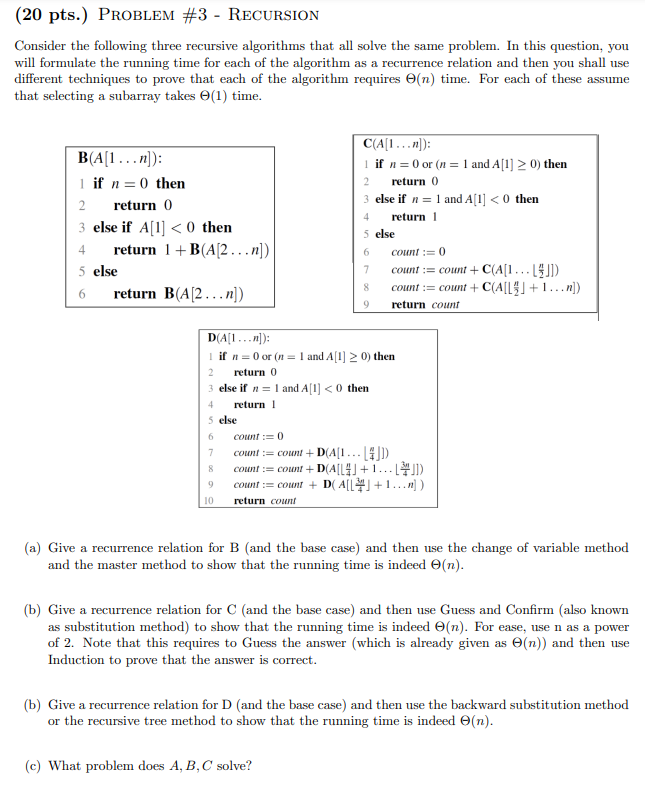 (20 pts.) PROBLEM #3 - RECURSION
Consider the following three recursive algorithms that all solve the same problem. In this question, you
will formulate the running time for each of the algorithm as a recurrence relation and then you shall use
different techniques to prove that each of the algorithm requires Θ(n) time. For each of these assume
that selecting a subarray takes Θ(1) time.
B(A[1...n]):
1 if n = 0 then
2 return 0
3 else if A[1] < 0 then
4 return 1 + B(A[2...n])
5 else
6 return B(A[2...n])
C(A[1...n]):
1 if n = 0 or (n = 1 and A[1] ≥ 0) then
2 return 0
3 else if n = 1 and A[1] < 0 then
4 return 1
5 else
6 count := 0
7 count := count + C(A[1...⌊n/2⌋])
8 count := count + C(A[⌊n/2⌋ + 1...n])
9 return count
D(A[1...n]):
1 if n = 0 or (n = 1 and A[1] ≥ 0) then
2 return 0
3 else if n = 1 and A[1] < 0 then
4 return 1
5 else
6 count := 0
7 count := count + D(A[1...⌊n/4⌋])
8 count := count + D(A[⌊n/4⌋ + 1...⌊3n/4⌋])
9 count := count + D( A[⌊3n/4⌋ + 1...n] )
10 return count
(a) Give a recurrence relation for B (and the base case) and then use the change of variable method
and the master method to show that the running time is indeed Θ(n).
(b) Give a recurrence relation for C (and the base case) and then use Guess and Confirm (also known
as substitution method) to show that the running time is indeed Θ(n). For ease, use n as a power
of 2. Note that this requires to Guess the answer (which is already given as Θ(n)) and then use
Induction to prove that the answer is correct.
(b) Give a recurrence relation for D (and the base case) and then use the backward substitution method
or the recursive tree method to show that the running time is indeed Θ(n).
(c) What problem does A, B, C solve?